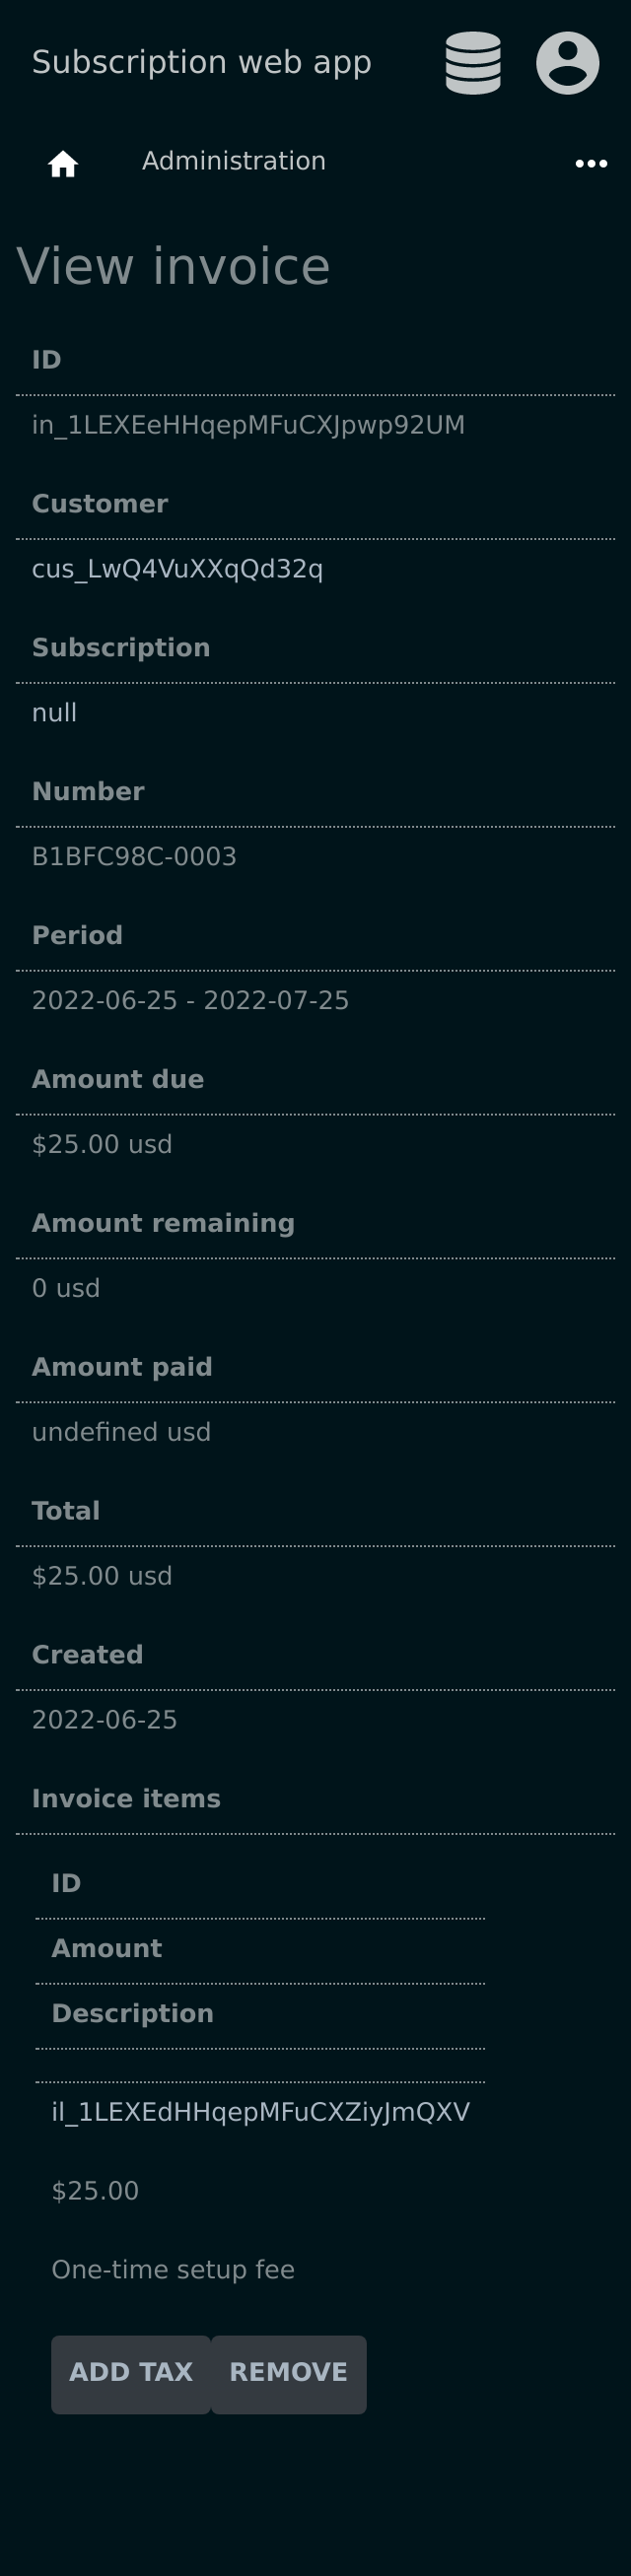 Subscription web app
Administration
View invoice
ID
in_1LEXEeHHqepMFuCXJpwp92UM
Customer
cus_LwQ4VuXXqQd32q
Subscription
null
Number
B1BFC98C-0003
Period
2022-06-25 - 2022-07-25
Amount due
$25.00 usd
Amount remaining
0 usd
Amount paid
undefined usd
Total
$25.00 usd
Created
2022-06-25
Invoice items
ID
Amount
Description
il_1LEXEdHHqepMFuCXZiyJmQXV
$25.00
One-time setup fee
ADD TAX REMOVE